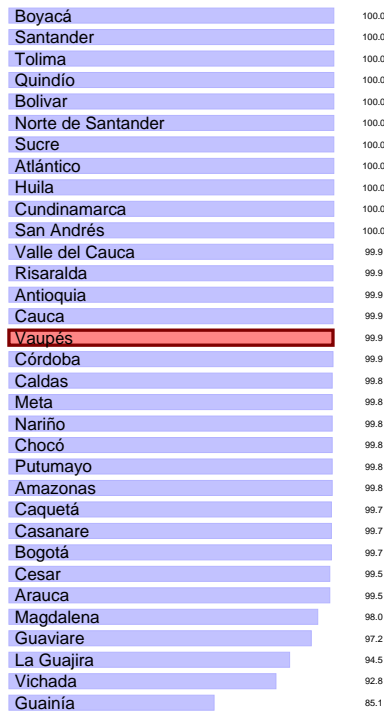 Boyacá 100.0
Santander 100.0
Tolima 100.0
Quindío 100.0
Bolivar 100.0
Norte de Santander 100.0
Sucre 100.0
Atlántico 100.0
Huila 100.0
Cundinamarca 100.0
San Andrés 100.0
Valle del Cauca 99.9
Risaralda 99.9
Antioquia 99.9
Cauca 99.9
Vaupés 99.9
Córdoba 99.9
Caldas 99.8
Meta 99.8
Nariño 99.8
Chocó 99.8
Putumayo 99.8
Amazonas 99.8
Caquetá 99.7
Casanare 99.7
Bogotá 99.7
Cesar 99.5
Arauca 99.5
Magdalena 98.0
Guaviare 97.2
La Guajira 94.5
Vichada 92.8
Guainía 85.1